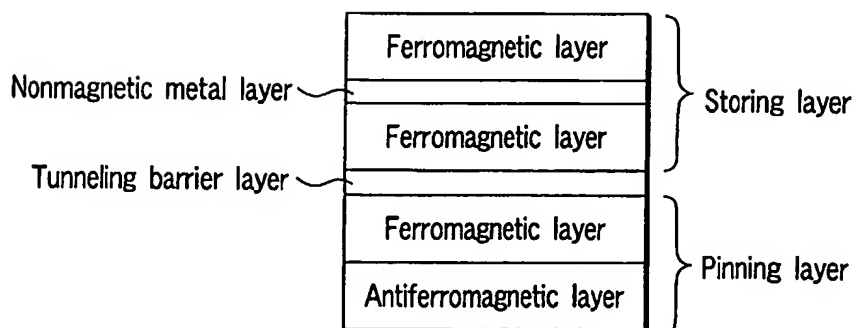 Ferromagnetic layer
Nonmagnetic metal layer
Storing layer
Ferromagnetic layer
Tunneling barrier layer
Ferromagnetic layer
Pinning layer
Antiferromagnetic layer